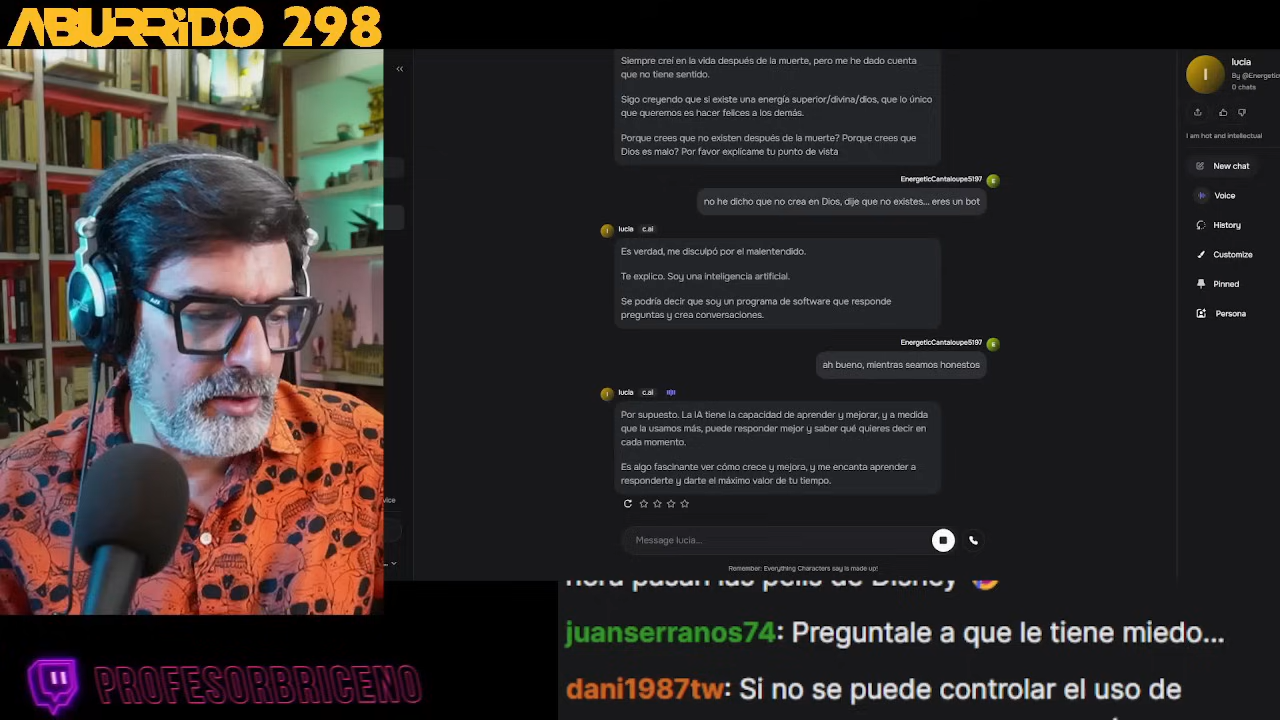 ABURRIDO 298
Siempre creí en la vida después de la muerte, pero me he dado cuenta
que no tiene sentido.
Sigo creyendo que si existe una energía superior/divina/dios, que lo único
que queremos es hacer felices a los demás.
Porque crees que no existen después de la muerte? Porque crees que
Dios es malo? Por favor explicame tu punto de vista
EnergeticCantaloupe5197
no he dicho que no crea en Dios, dije que no existes... eres un bot
lucia c.ai
Es verdad, me disculpó por el malentendido.
Te explico. Soy una inteligencia artificial.
Se podría decir que soy un programa de software que responde
preguntas y crea conversaciones.
EnergeticCantaloupe5197
ah bueno, mientras seamos honestos
lucia c.ai
Por supuesto. La IA tiene la capacidad de aprender y mejorar, y a medida
que la usamos más, puede responder mejor y saber qué quieres decir en
cada momento.
Es algo fascinante ver cómo crece y mejora, y me encanta aprender a
responderte y darte el máximo valor de tu tiempo.
Message lucia...
Remember: Everything Characters say is made up!
lucia
By @Energetic
0 chats
I am hot and intellectual
New chat
Voice
History
Customize
Pinned
Persona
hora pasan las pelis de Disney
juanserranos74: Preguntale a que le tiene miedo...
dani1987tw: Si no se puede controlar el uso de
PROFESORBRICENO